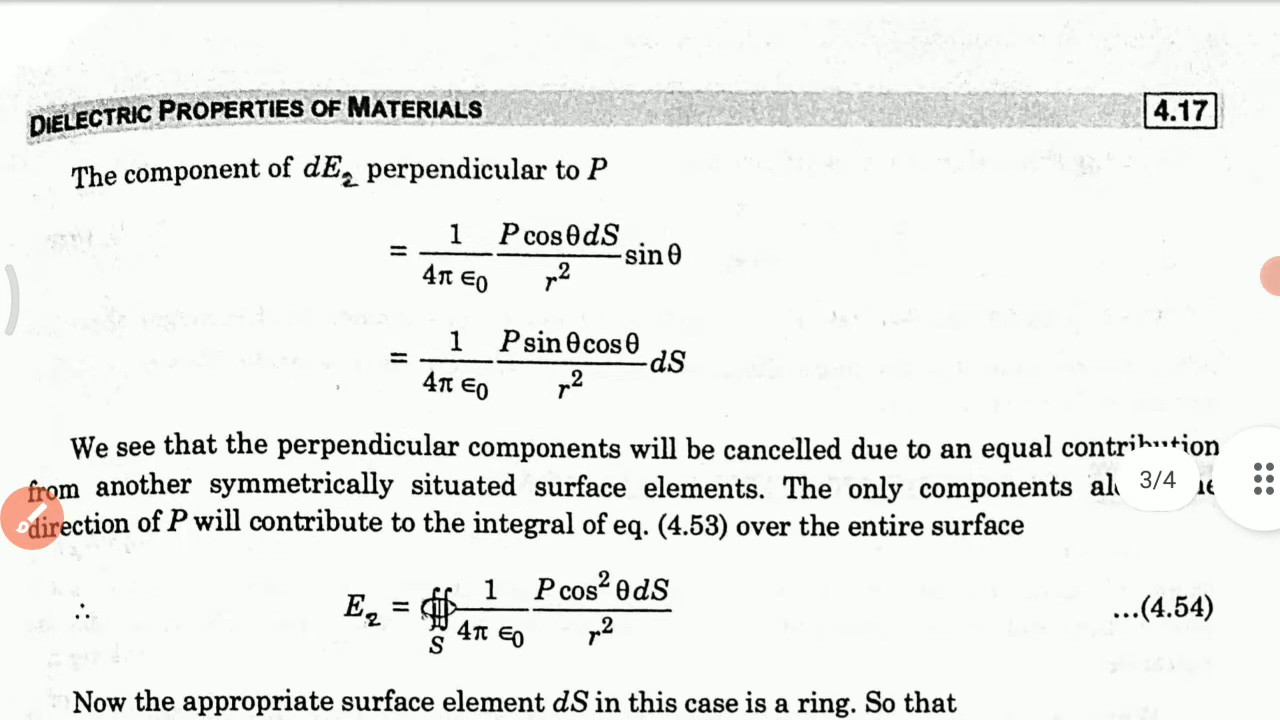 DIELECTRIC PROPERTIES OF MATERIALS 4.17
The component of dE₂ perpendicular to P
= 1/(4π ∈₀) P cosθ dS/r² sinθ
= 1/(4π ∈₀) P sinθ cosθ/r² dS
We see that the perpendicular components will be cancelled due to an equal contribution
from another symmetrically situated surface elements. The only components
direction of P will contribute to the integral of eq. (4.53) over the entire surface
∴ E₂ = ∯_S 1/(4π ∈₀) P cos² θ dS/r² ...(4.54)
Now the appropriate surface element dS in this case is a ring. So that
3/4